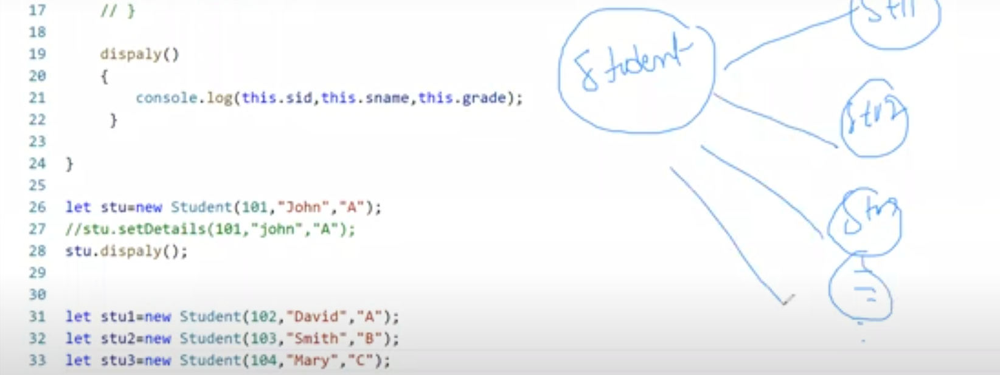 17 // }
18
19 dispaly()
20 {
21 console.log(this.sid,this.sname,this.grade);
22 }
23
24 }
25
26 let stu=new Student(101,"John","A");
27 //stu.setDetails(101,"john","A");
28 stu.dispaly();
29
30
31 let stu1=new Student(102,"David","A");
32 let stu2=new Student(103,"Smith","B");
33 let stu3=new Student(104,"Mary","C");
Student